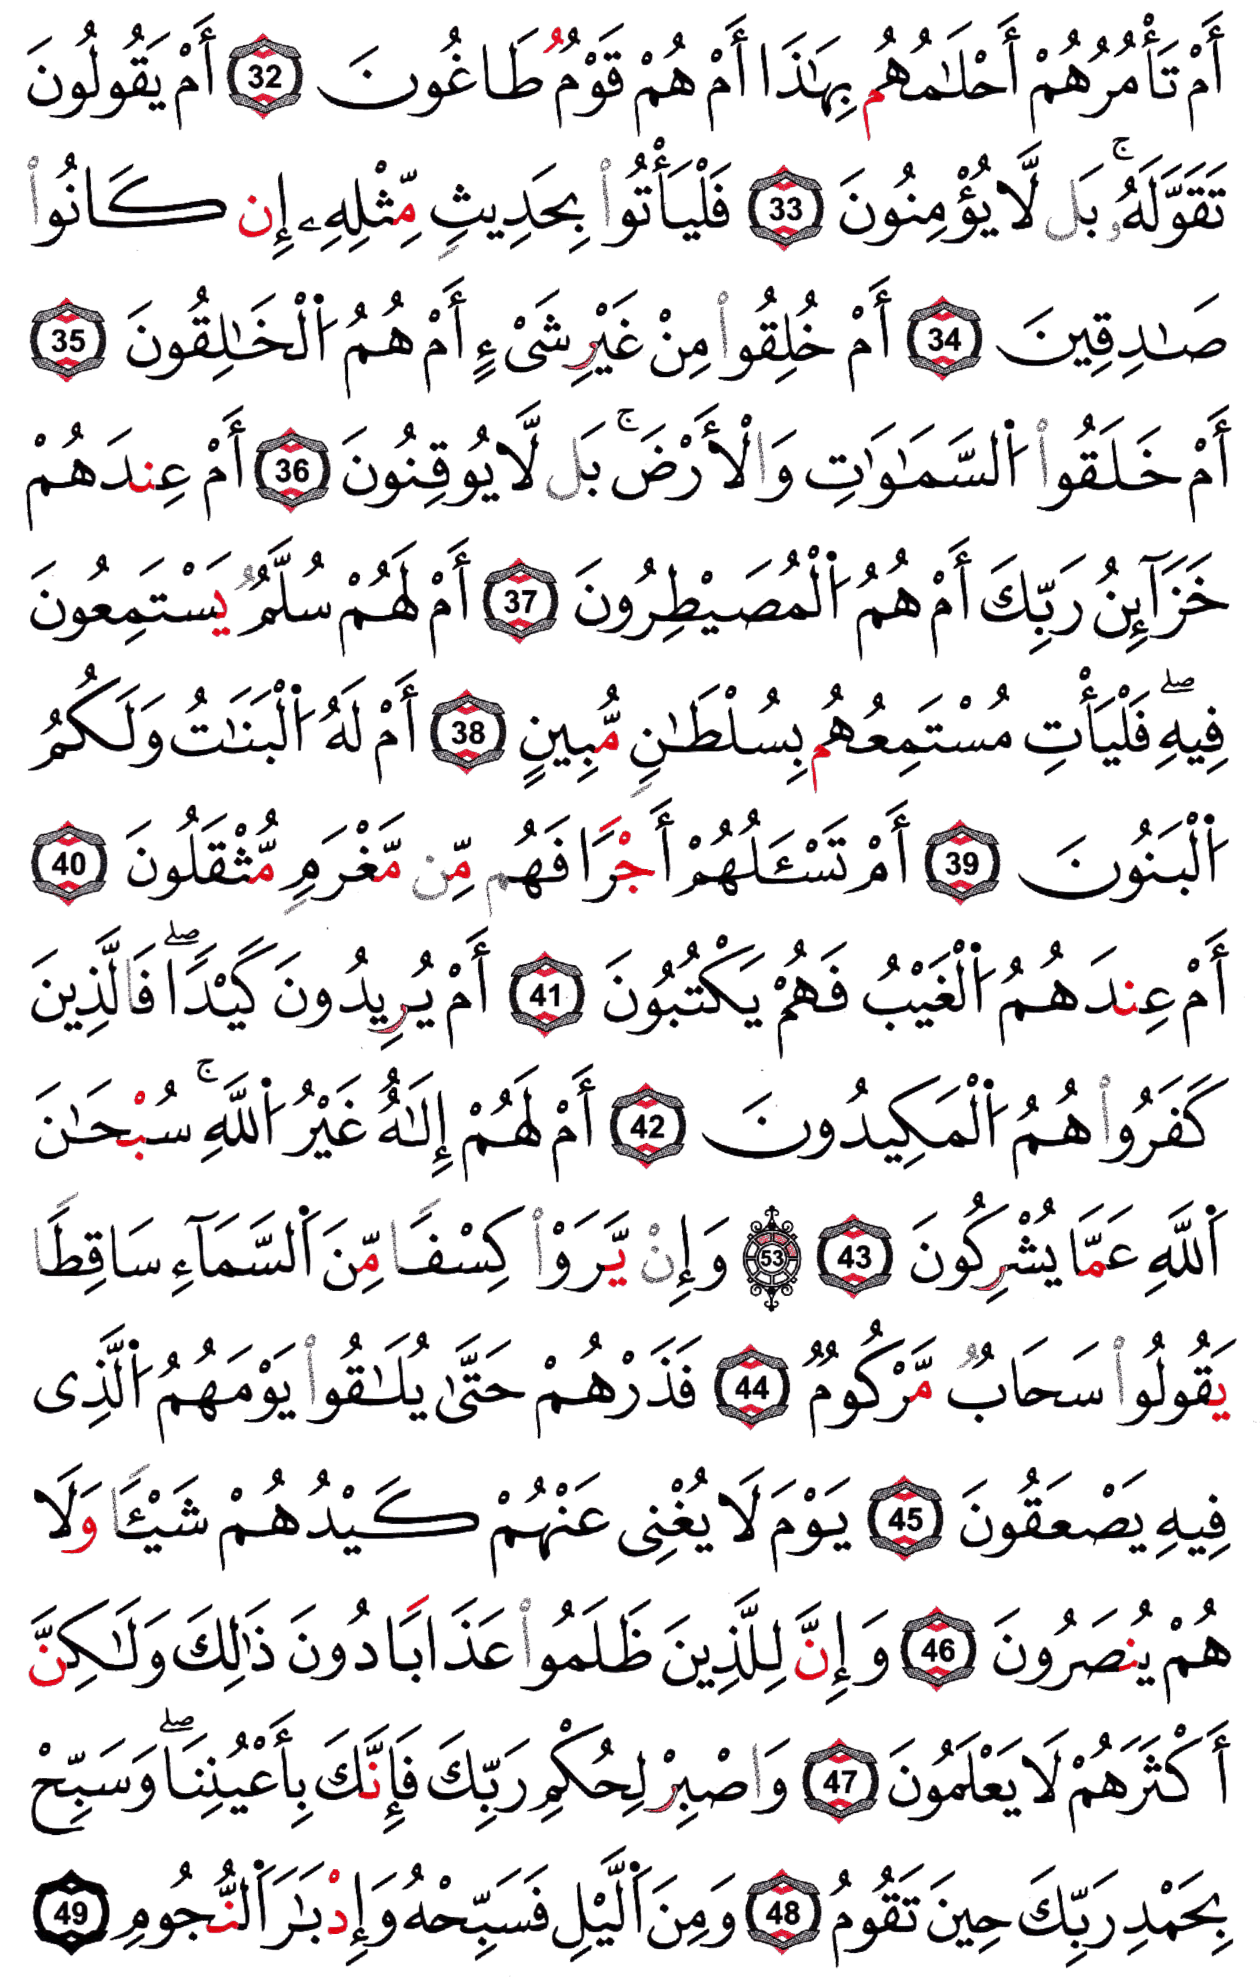 أَمْ تَأْمُرُهُمْ أَحْلَٰمُهُم بِهَٰذَا أَمْ هُمْ قَوْمٌ طَاغُونَ 32 أَمْ يَقُولُونَ
تَقَوَّلَهُۥ ۚ بَل لَّا يُؤْمِنُونَ 33 فَلْيَأْتُوا۟ بِحَدِيثٍ مِّثْلِهِۦ إِن كَانُوا۟
صَٰدِقِينَ 34 أَمْ خُلِقُوا۟ مِنْ غَيْرِ شَىْءٍ أَمْ هُمُ ٱلْخَٰلِقُونَ 35
أَمْ خَلَقُوا۟ ٱلسَّمَٰوَٰتِ وَالْأَرْضَ ۚ بَل لَّا يُوقِنُونَ 36 أَمْ عِندَهُمْ
خَزَآئِنُ رَبِّكَ أَمْ هُمُ ٱلْمُصَيْطِرُونَ 37 أَمْ لَهُمْ سُلَّمٌ يَسْتَمِعُونَ
فِيهِ ۖ فَلْيَأْتِ مُسْتَمِعُهُم بِسُلْطَٰنٍ مُّبِينٍ 38 أَمْ لَهُ ٱلْبَنَٰتُ وَلَكُمُ
ٱلْبَنُونَ 39 أَمْ تَسْـَٔلُهُمْ أَجْرًا فَهُم مِّن مَّغْرَمٍ مُّثْقَلُونَ 40
أَمْ عِندَهُمُ ٱلْغَيْبُ فَهُمْ يَكْتُبُونَ 41 أَمْ يُرِيدُونَ كَيْدًا ۖ فَالَّذِينَ
كَفَرُوا۟ هُمُ ٱلْمَكِيدُونَ 42 أَمْ لَهُمْ إِلَٰهٌ غَيْرُ ٱللَّهِ ۚ سُبْحَٰنَ
ٱللَّهِ عَمَّا يُشْرِكُونَ 43 53 وَإِنْ يَّرَوْا۟ كِسْفًا مِّنَ ٱلسَّمَآءِ سَاقِطًا
يَقُولُوا۟ سَحَابٌ مَّرْكُومٌ 44 فَذَرْهُمْ حَتَّىٰ يُلَٰقُوا۟ يَوْمَهُمُ ٱلَّذِى
فِيهِ يَصْعَقُونَ 45 يَوْمَ لَا يُغْنِى عَنْهُمْ كَيْدُهُمْ شَيْـًٔا وَلَا
هُمْ يُنصَرُونَ 46 وَإِنَّ لِلَّذِينَ ظَلَمُوا۟ عَذَابًا دُونَ ذَٰلِكَ وَلَٰكِنَّ
أَكْثَرَهُمْ لَا يَعْلَمُونَ 47 وَاصْبِرْ لِحُكْمِ رَبِّكَ فَإِنَّكَ بِأَعْيُنِنَا ۖ وَسَبِّحْ
بِحَمْدِ رَبِّكَ حِينَ تَقُومُ 48 وَمِنَ ٱلَّيْلِ فَسَبِّحْهُ وَإِدْبَٰرَ ٱلنُّجُومِ 49